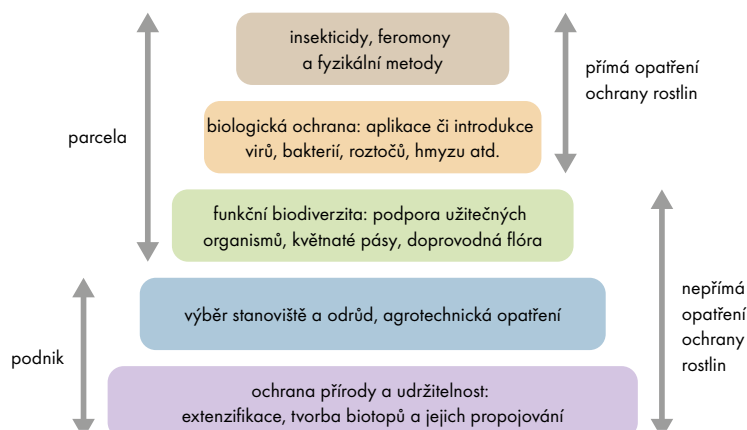 insekticidy, feromony
a fyzikální metody
přímá opatření
ochrany rostlin
parcela
biologická ochrana: aplikace či introdukce
virů, bakterií, roztočů, hmyzu atd.
funkční biodiverzita: podpora užitečných
organismů, květnaté pásy, doprovodná flóra
výběr stanoviště a odrůd, agrotechnická opatření
nepřímá
opatření
ochrany
rostlin
podnik
ochrana přírody a udržitelnost:
extenzifikace, tvorba biotopů a jejich propojování